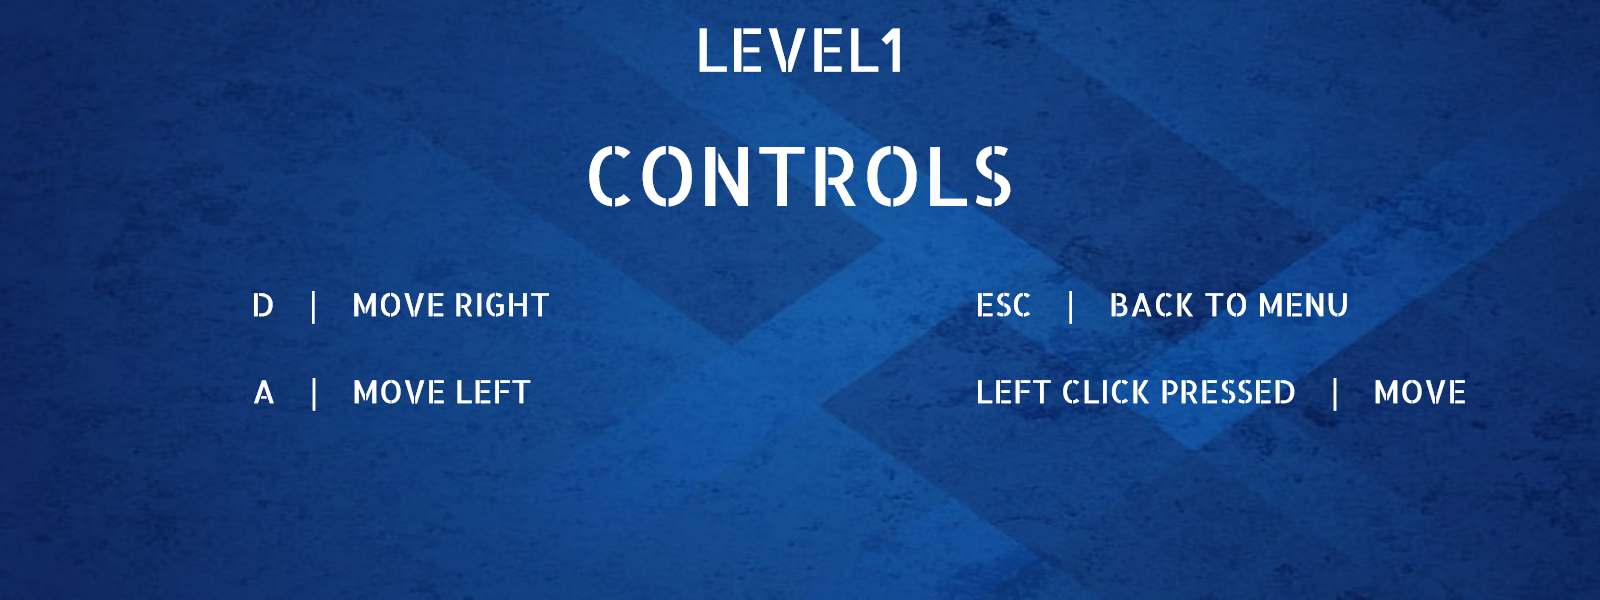 LEVEL1
CONTROLS
D | MOVE RIGHT
A | MOVE LEFT
ESC | BACK TO MENU
LEFT CLICK PRESSED | MOVE